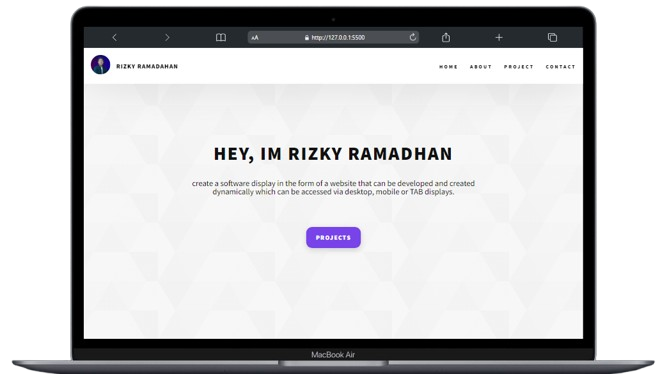 AA http://127.0.0.1:5500
RIZKY RAMADAHAN
HOME ABOUT PROJECT CONTACT
HEY, IM RIZKY RAMADHAN
create a software display in the form of a website that can be developed and created
dynamically which can be accessed via desktop, mobile or TAB displays.
PROJECTS
MacBook Air